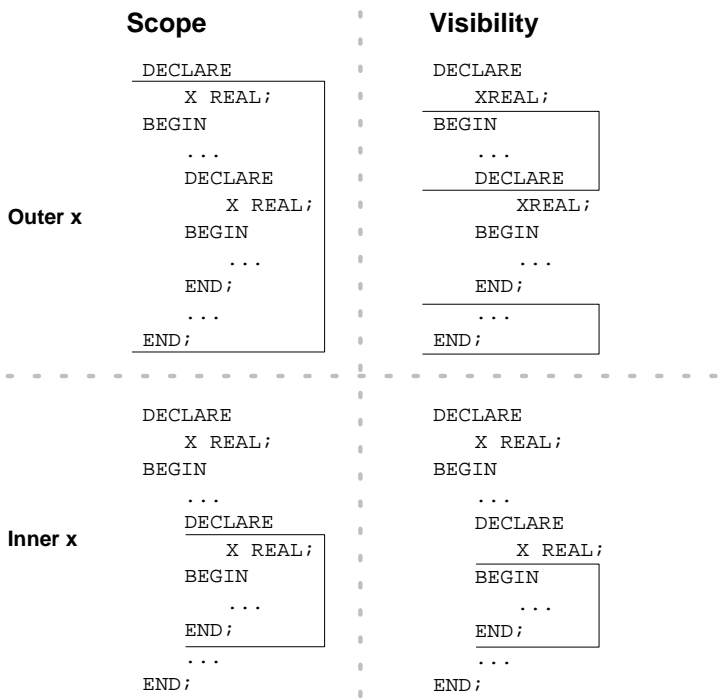 Scope
Visibility
Outer x
DECLARE
X REAL;
BEGIN
...
DECLARE
X REAL;
BEGIN
...
END;
...
END;
DECLARE
XREAL;
BEGIN
...
DECLARE
XREAL;
BEGIN
...
END;
...
END;
Inner x
DECLARE
X REAL;
BEGIN
...
DECLARE
X REAL;
BEGIN
...
END;
...
END;
DECLARE
X REAL;
BEGIN
...
DECLARE
X REAL;
BEGIN
...
END;
...
END;